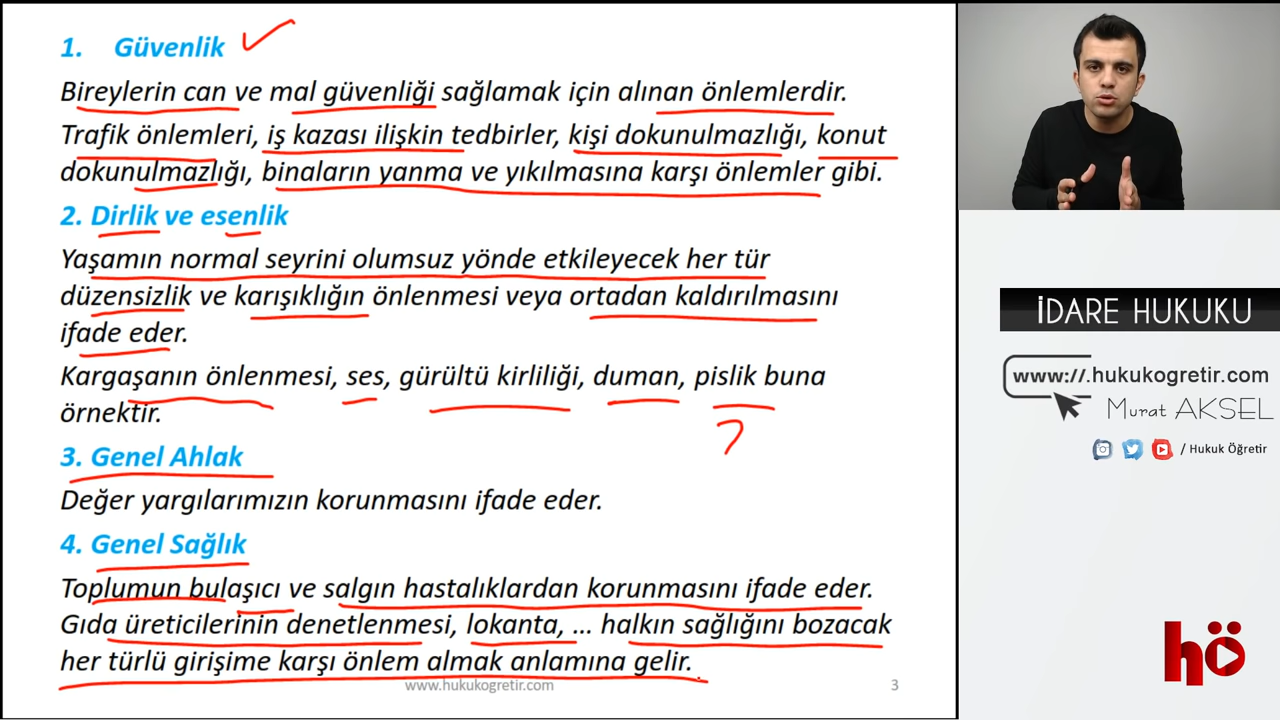 1. Güvenlik
Bireylerin can ve mal güvenliği sağlamak için alınan önlemlerdir.
Trafik önlemleri, iş kazası ilişkin tedbirler, kişi dokunulmazlığı, konut
dokunulmazlığı, binaların yanma ve yıkılmasına karşı önlemler gibi.
2. Dirlik ve esenlik
Yaşamın normal seyrini olumsuz yönde etkileyecek her tür
düzensizlik ve karışıklığın önlenmesi veya ortadan kaldırılmasını
ifade eder.
Kargaşanın önlenmesi, ses, gürültü kirliliği, duman, pislik buna
örnektir.
3. Genel Ahlak
Değer yargılarımızın korunmasını ifade eder.
4. Genel Sağlık
Toplumun bulaşıcı ve salgın hastalıklardan korunmasını ifade eder.
Gıda üreticilerinin denetlenmesi, lokanta, ... halkın sağlığını bozacak
her türlü girişime karşı önlem almak anlamına gelir.
www.hukukogretir.com
3
İDARE HUKUKU
www://.hukukogretir.com
Murat AKSEL
/ Hukuk Öğretir
hö